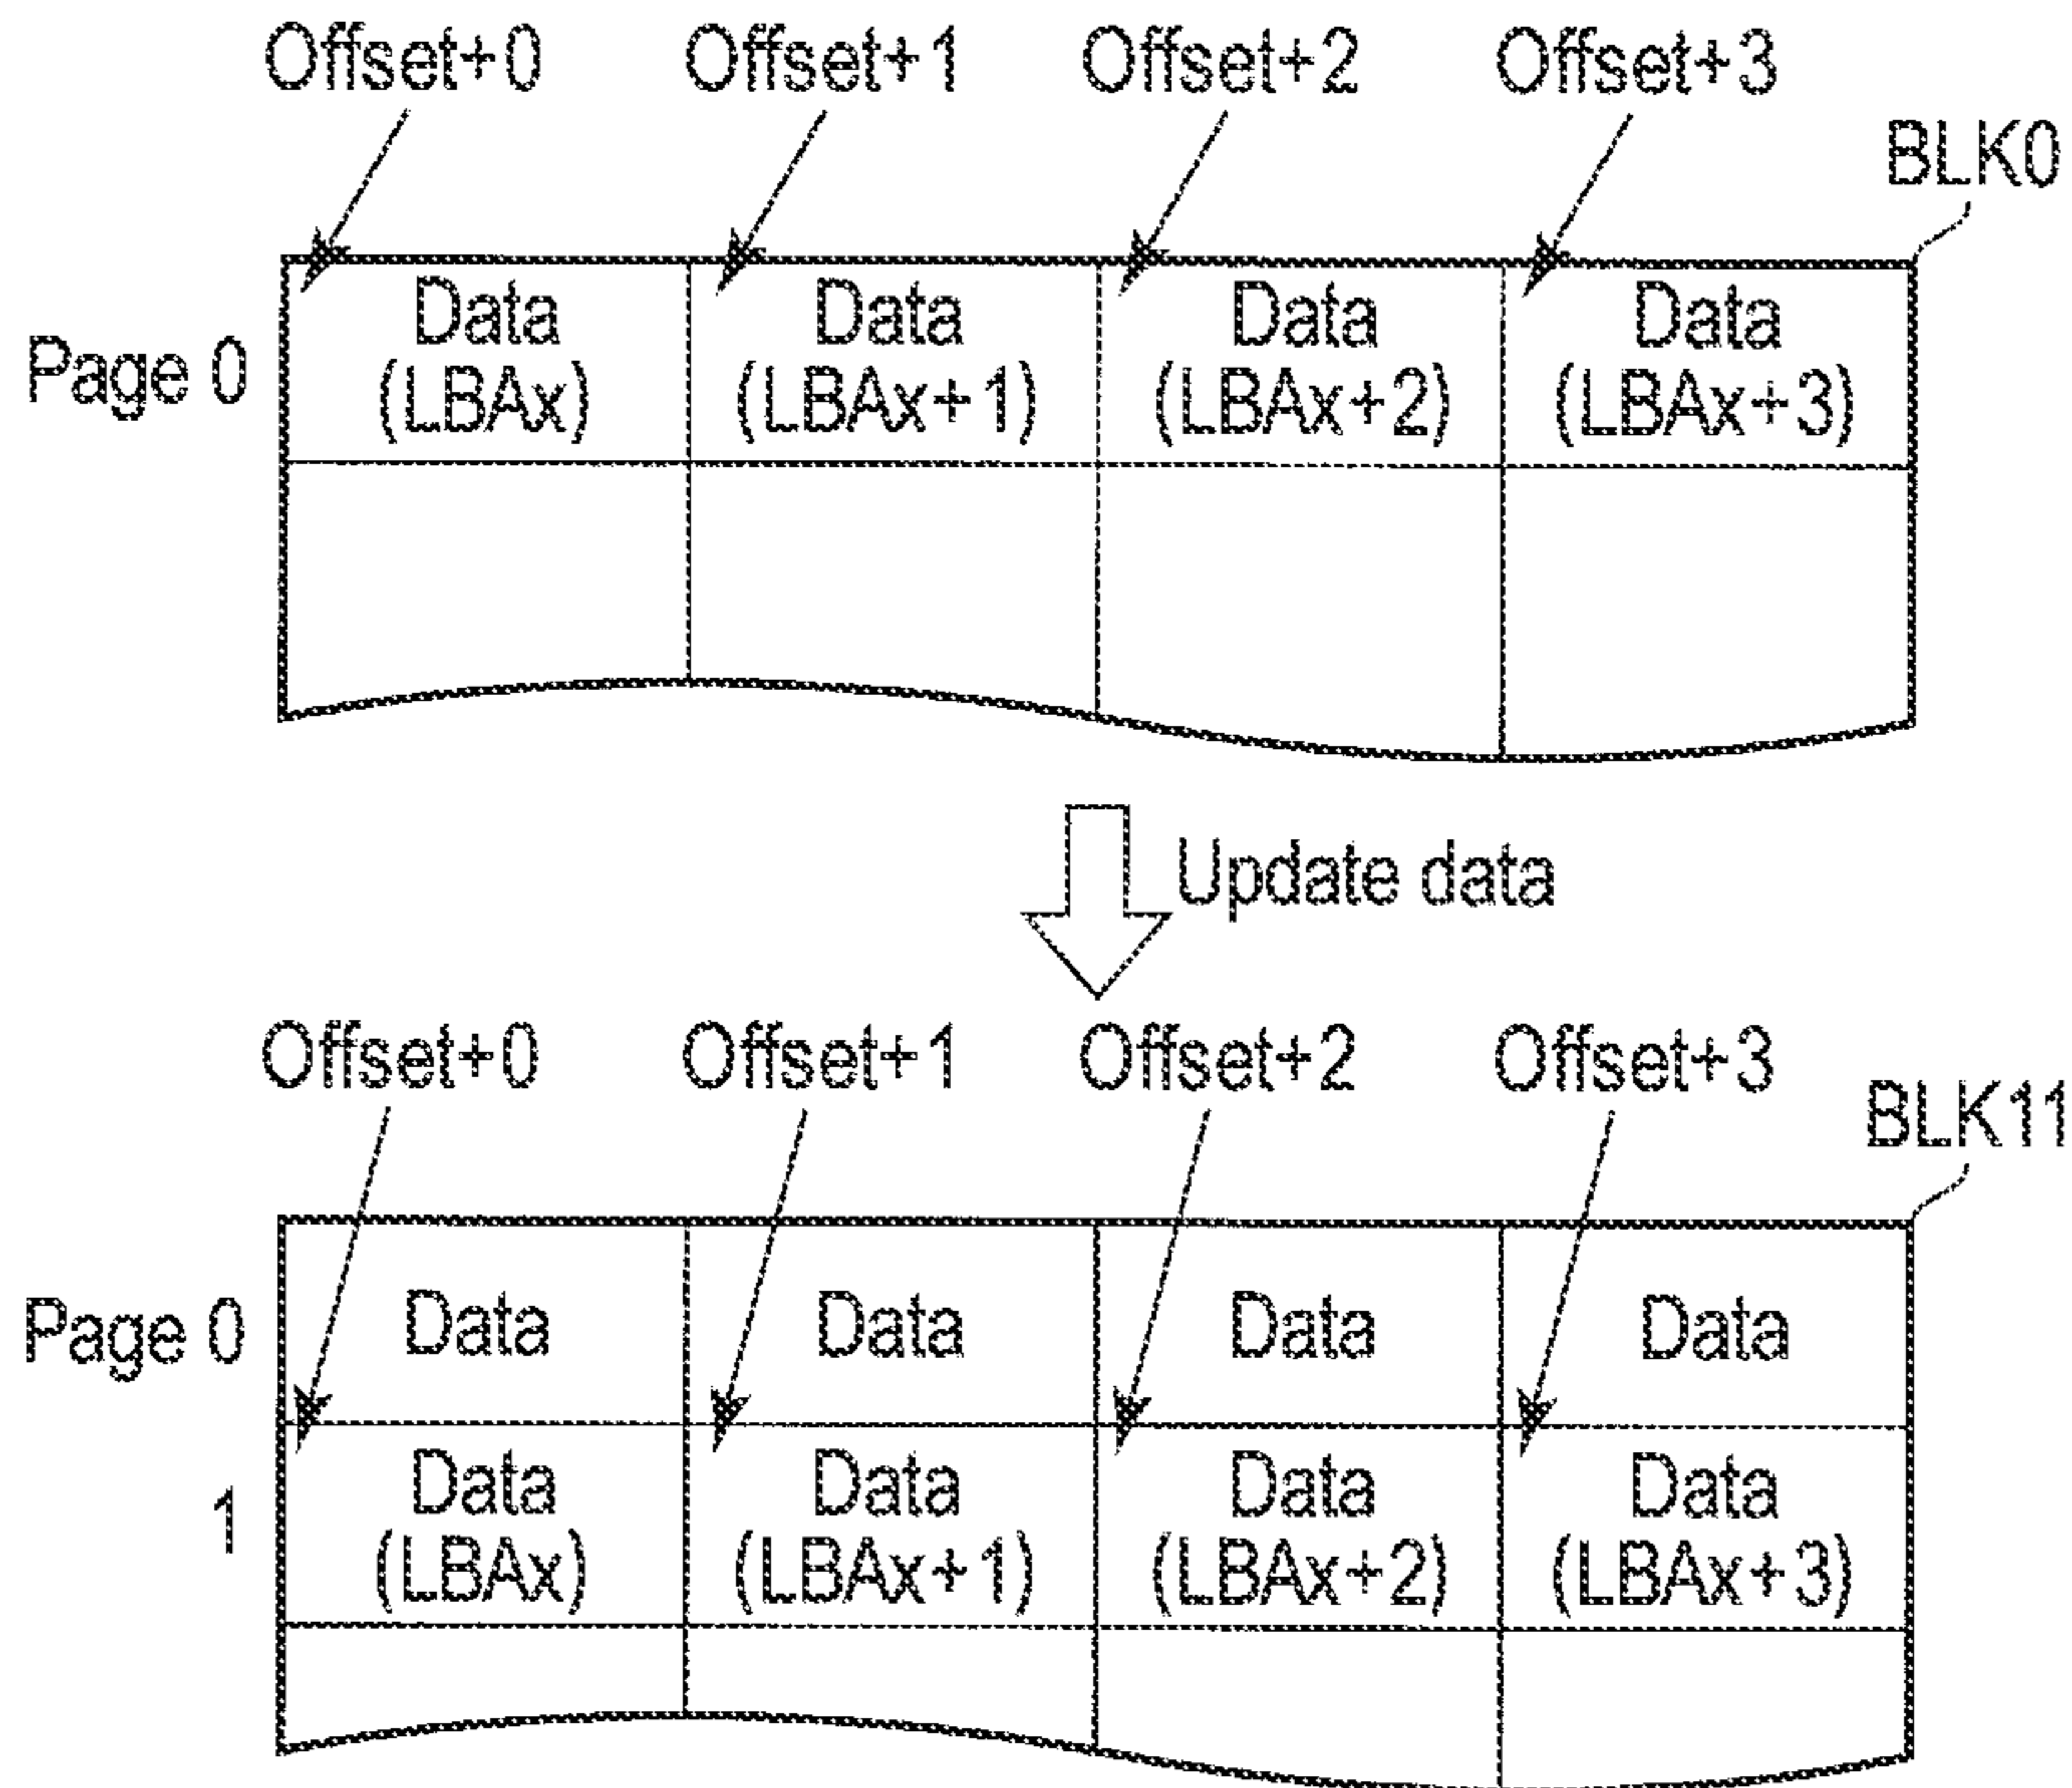 Offset+0 Offset+1 Offset+2 Offset+3
BLK0
Page 0
Data
(LBAx)
Data
(LBAx+1)
Data
(LBAx+2)
Data
(LBAx+3)
Update data
Offset+0 Offset+1 Offset+2 Offset+3
BLK11
Page 0
Data Data Data Data
1
Data
(LBAx)
Data
(LBAx+1)
Data
(LBAx+2)
Data
(LBAx+3)